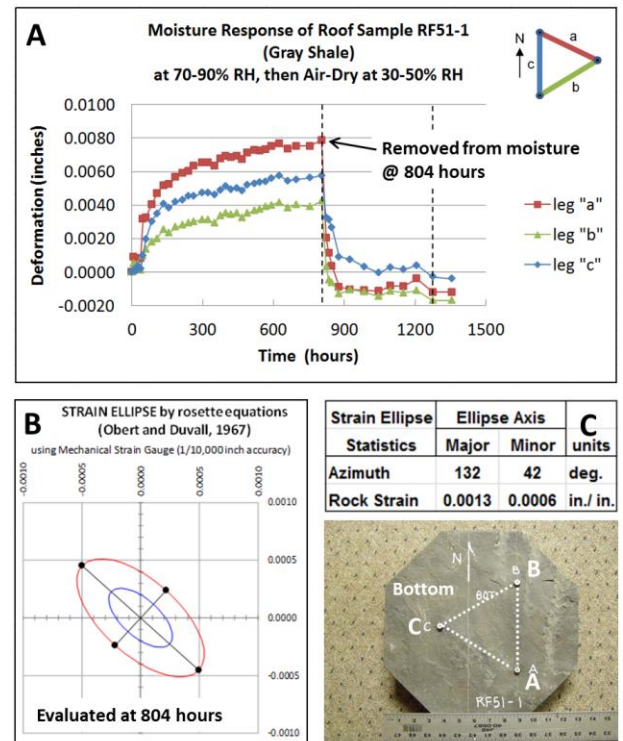 A
Moisture Response of Roof Sample RF51-1
(Gray Shale)
at 70-90% RH, then Air-Dry at 30-50% RH
N
a
c
b
0.0100
0.0080
0.0060
0.0040
0.0020
0.0000
-0.0020
Deformation (inches)
Removed from moisture
@ 804 hours
leg "a"
leg "b"
leg "c"
0 300 600 900 1200 1500
Time (hours)
B
STRAIN ELLIPSE by rosette equations
(Obert and Duvall, 1967)
using Mechanical Strain Gauge (1/10,000 inch accuracy)
-0.0010 -0.0005 0.0000 0.0005 0.0010
0.0010
0.0005
0.0000
-0.0005
-0.0010
Evaluated at 804 hours
C
Strain Ellipse Ellipse Axis
Statistics Major Minor units
Azimuth 132 42 deg.
Rock Strain 0.0013 0.0006 in./ in.
N
Bottom
BOT
B B
C C
A A
RF51-1